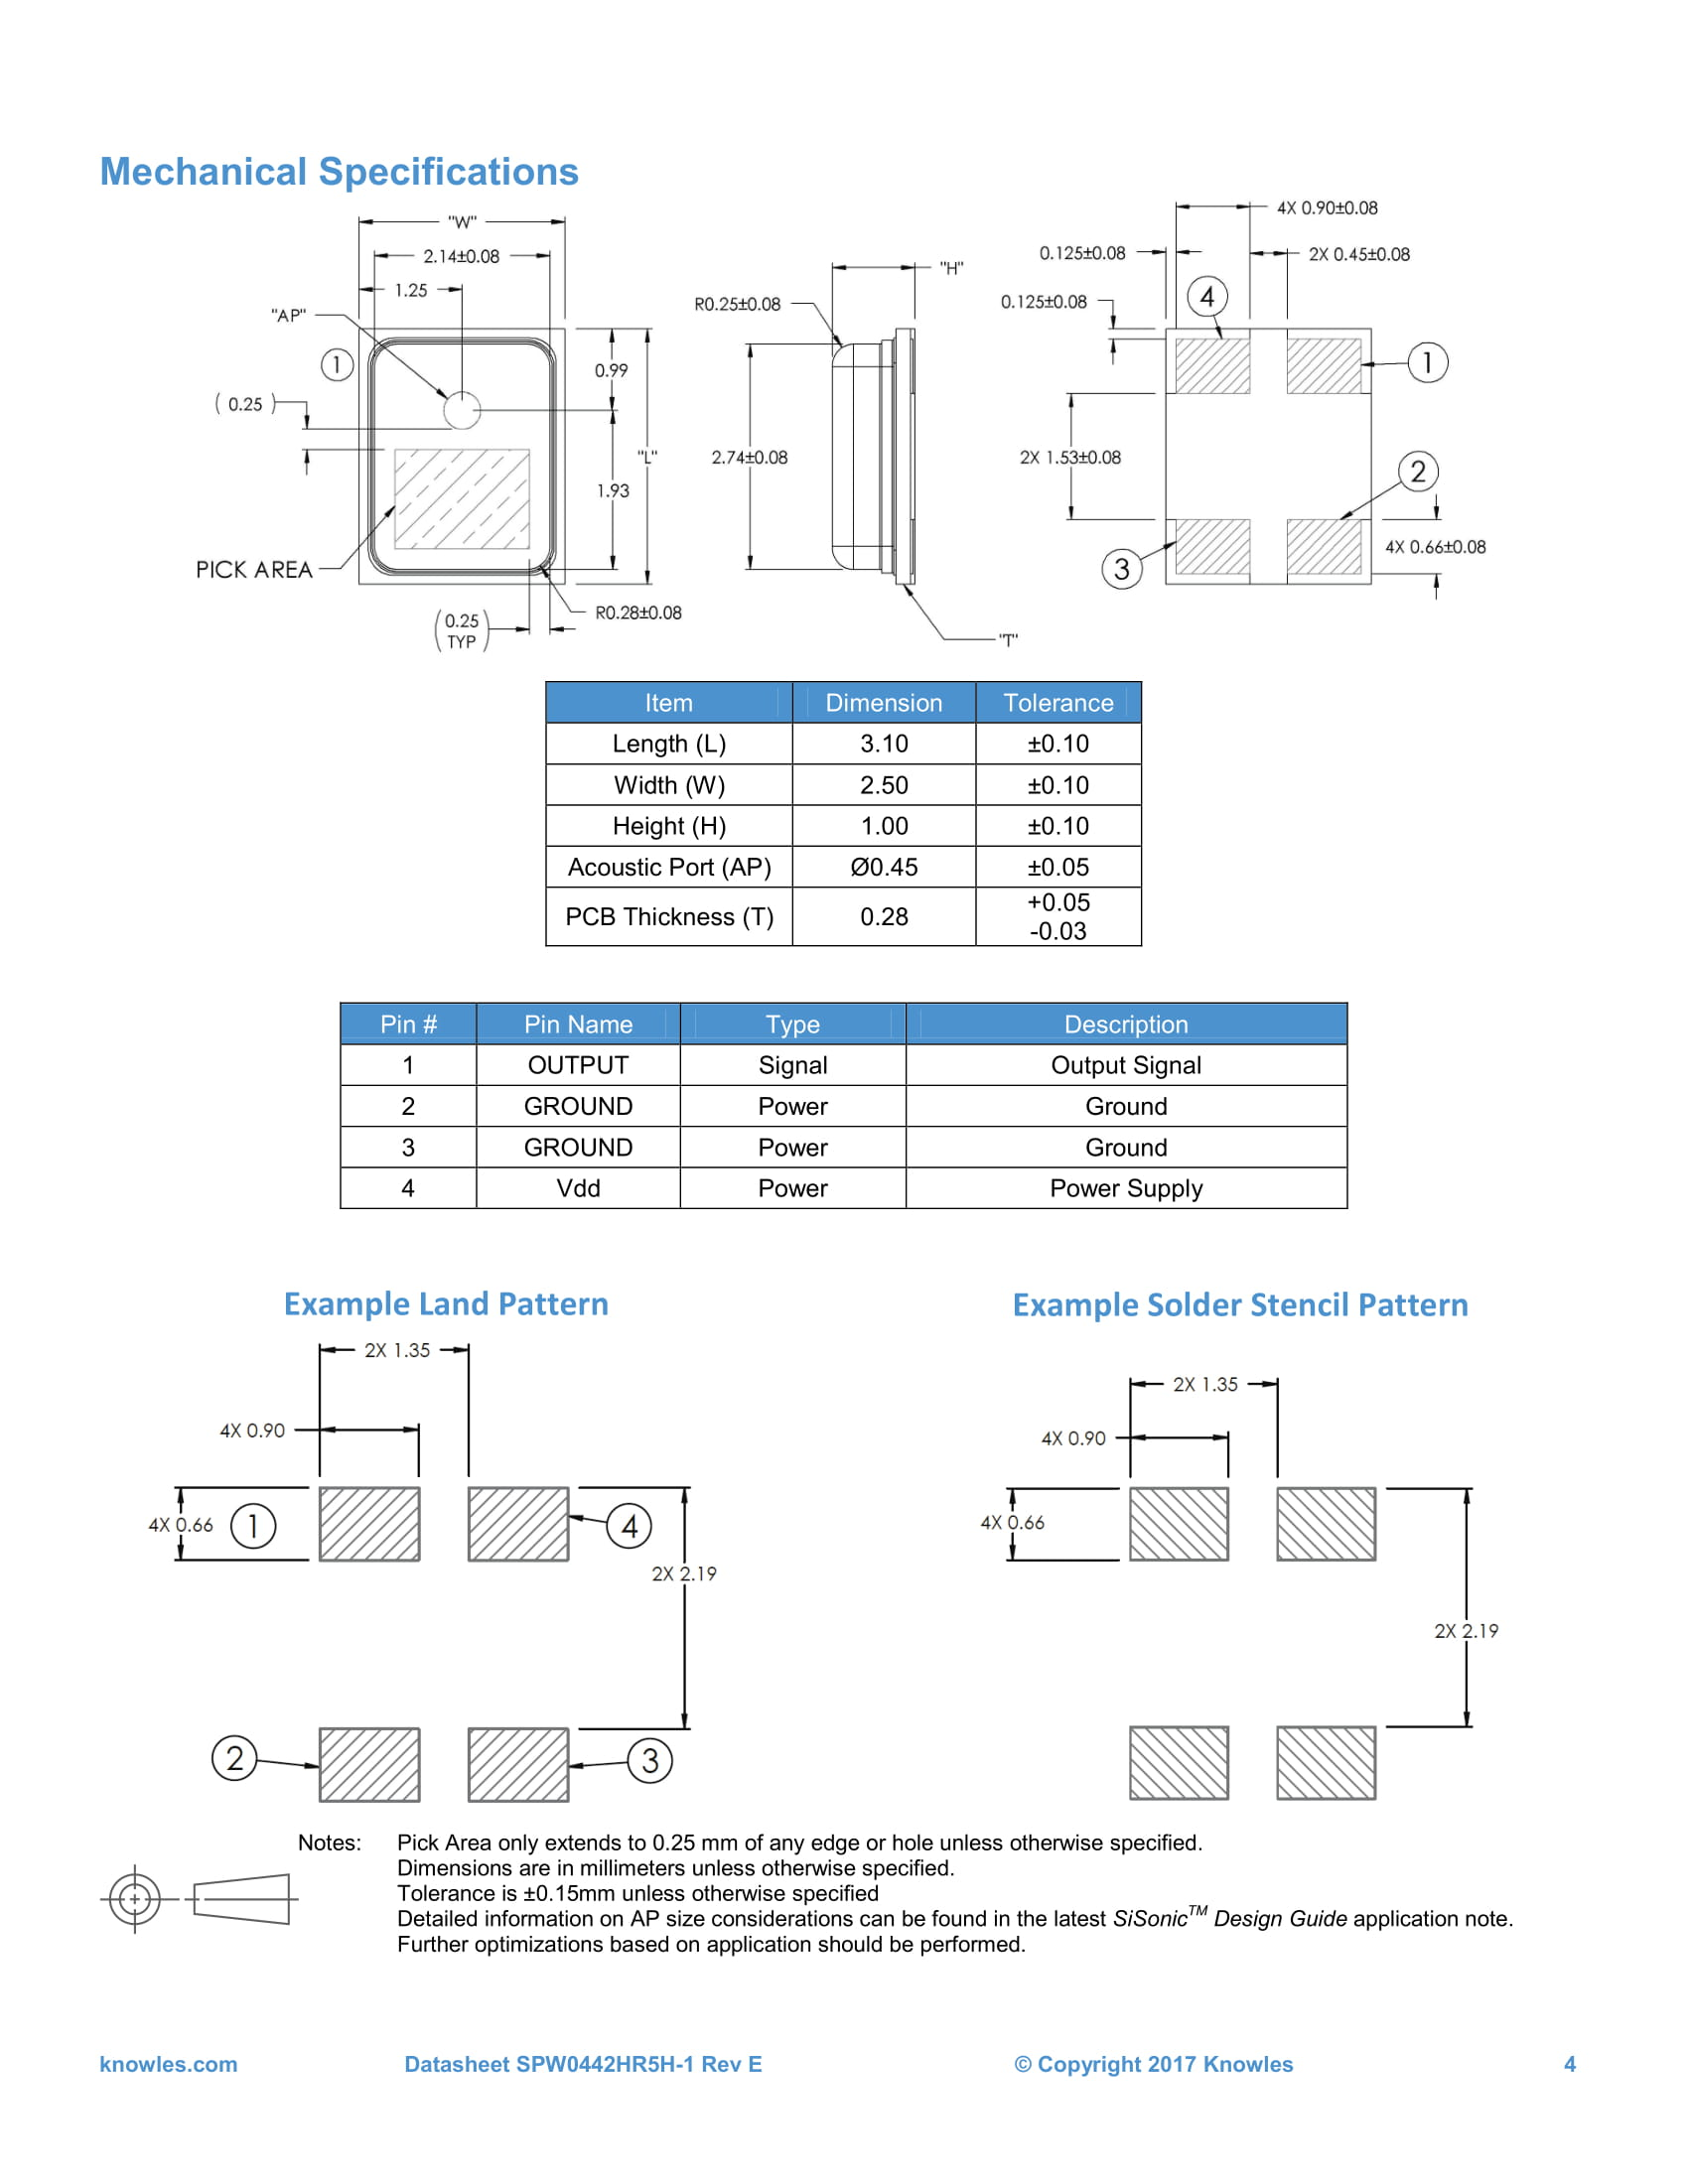 Mechanical Specifications
"W"
2.14±0.08
1.25
"AP"
1
( 0.25 )
0.99
"L"
1.93
PICK AREA
( 0.25 TYP )
R0.28±0.08
"H"
R0.25±0.08
2.74±0.08
"T"
4X 0.90±0.08
0.125±0.08
2X 0.45±0.08
0.125±0.08
4
1
2X 1.53±0.08
2
4X 0.66±0.08
3
Item Dimension Tolerance
Length (L) 3.10 ±0.10
Width (W) 2.50 ±0.10
Height (H) 1.00 ±0.10
Acoustic Port (AP) Ø0.45 ±0.05
PCB Thickness (T) 0.28 +0.05
-0.03
Pin # Pin Name Type Description
1 OUTPUT Signal Output Signal
2 GROUND Power Ground
3 GROUND Power Ground
4 Vdd Power Power Supply
Example Land Pattern
2X 1.35
4X 0.90
4X 0.66
1
4
2X 2.19
2
3
Example Solder Stencil Pattern
2X 1.35
4X 0.90
4X 0.66
2X 2.19
Notes: Pick Area only extends to 0.25 mm of any edge or hole unless otherwise specified.
Dimensions are in millimeters unless otherwise specified.
Tolerance is ±0.15mm unless otherwise specified
Detailed information on AP size considerations can be found in the latest SiSonic™ Design Guide application note.
Further optimizations based on application should be performed.
knowles.com Datasheet SPW0442HR5H-1 Rev E © Copyright 2017 Knowles 4